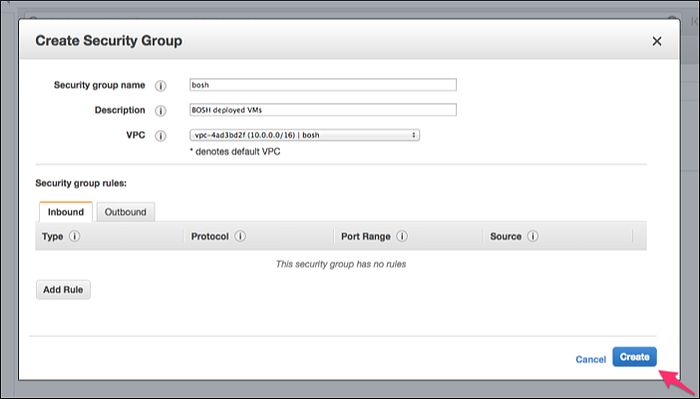 Create Security Group
Security group name bosh
Description BOSH deployed VMs
VPC vpc-4ad3bd2f (10.0.0.0/16) | bosh
* denotes default VPC
Security group rules:
Inbound Outbound
Type Protocol Port Range Source
This security group has no rules
Add Rule
Cancel Create